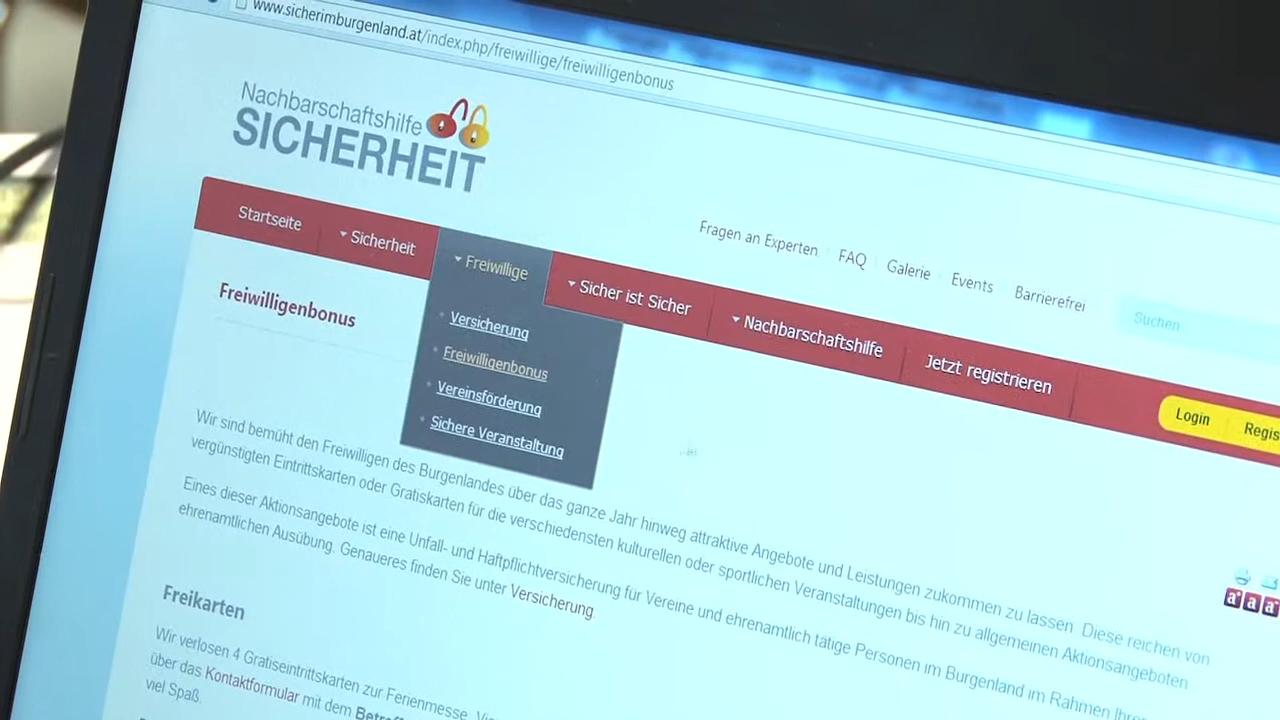 www.sicherimburgenland.at/index.php/freiwillige/freiwilligenbonus
Nachbarschaftshilfe
SICHERHEIT
Fragen an Experten FAQ Galerie Events Barrierefrei Suchen
Startseite Sicherheit Freiwillige Sicher ist Sicher Nachbarschaftshilfe Jetzt registrieren Login Regis
Versicherung
Freiwilligenbonus
Vereinsförderung
Sichere Veranstaltung
Freiwilligenbonus
Wir sind bemüht den Freiwilligen des Burgenlandes über das ganze Jahr hinweg attraktive Angebote und Leistungen zukommen zu lassen. Diese reichen von
vergünstigten Eintrittskarten oder Gratiskarten für die verschiedensten kulturellen oder sportlichen Veranstaltungen bis hin zu allgemeinen Aktionsangeboten
Eines dieser Aktionsangebote ist eine Unfall- und Haftpflichtversicherung für Vereine und ehrenamtlich tätige Personen im Burgenland im Rahmen Ihrer
ehrenamtlichen Ausübung. Genaueres finden Sie unter Versicherung.
Freikarten
Wir verlosen 4 Gratiseintrittskarten zur Ferienmesse
über das Kontaktformular mit dem
viel Spaß.